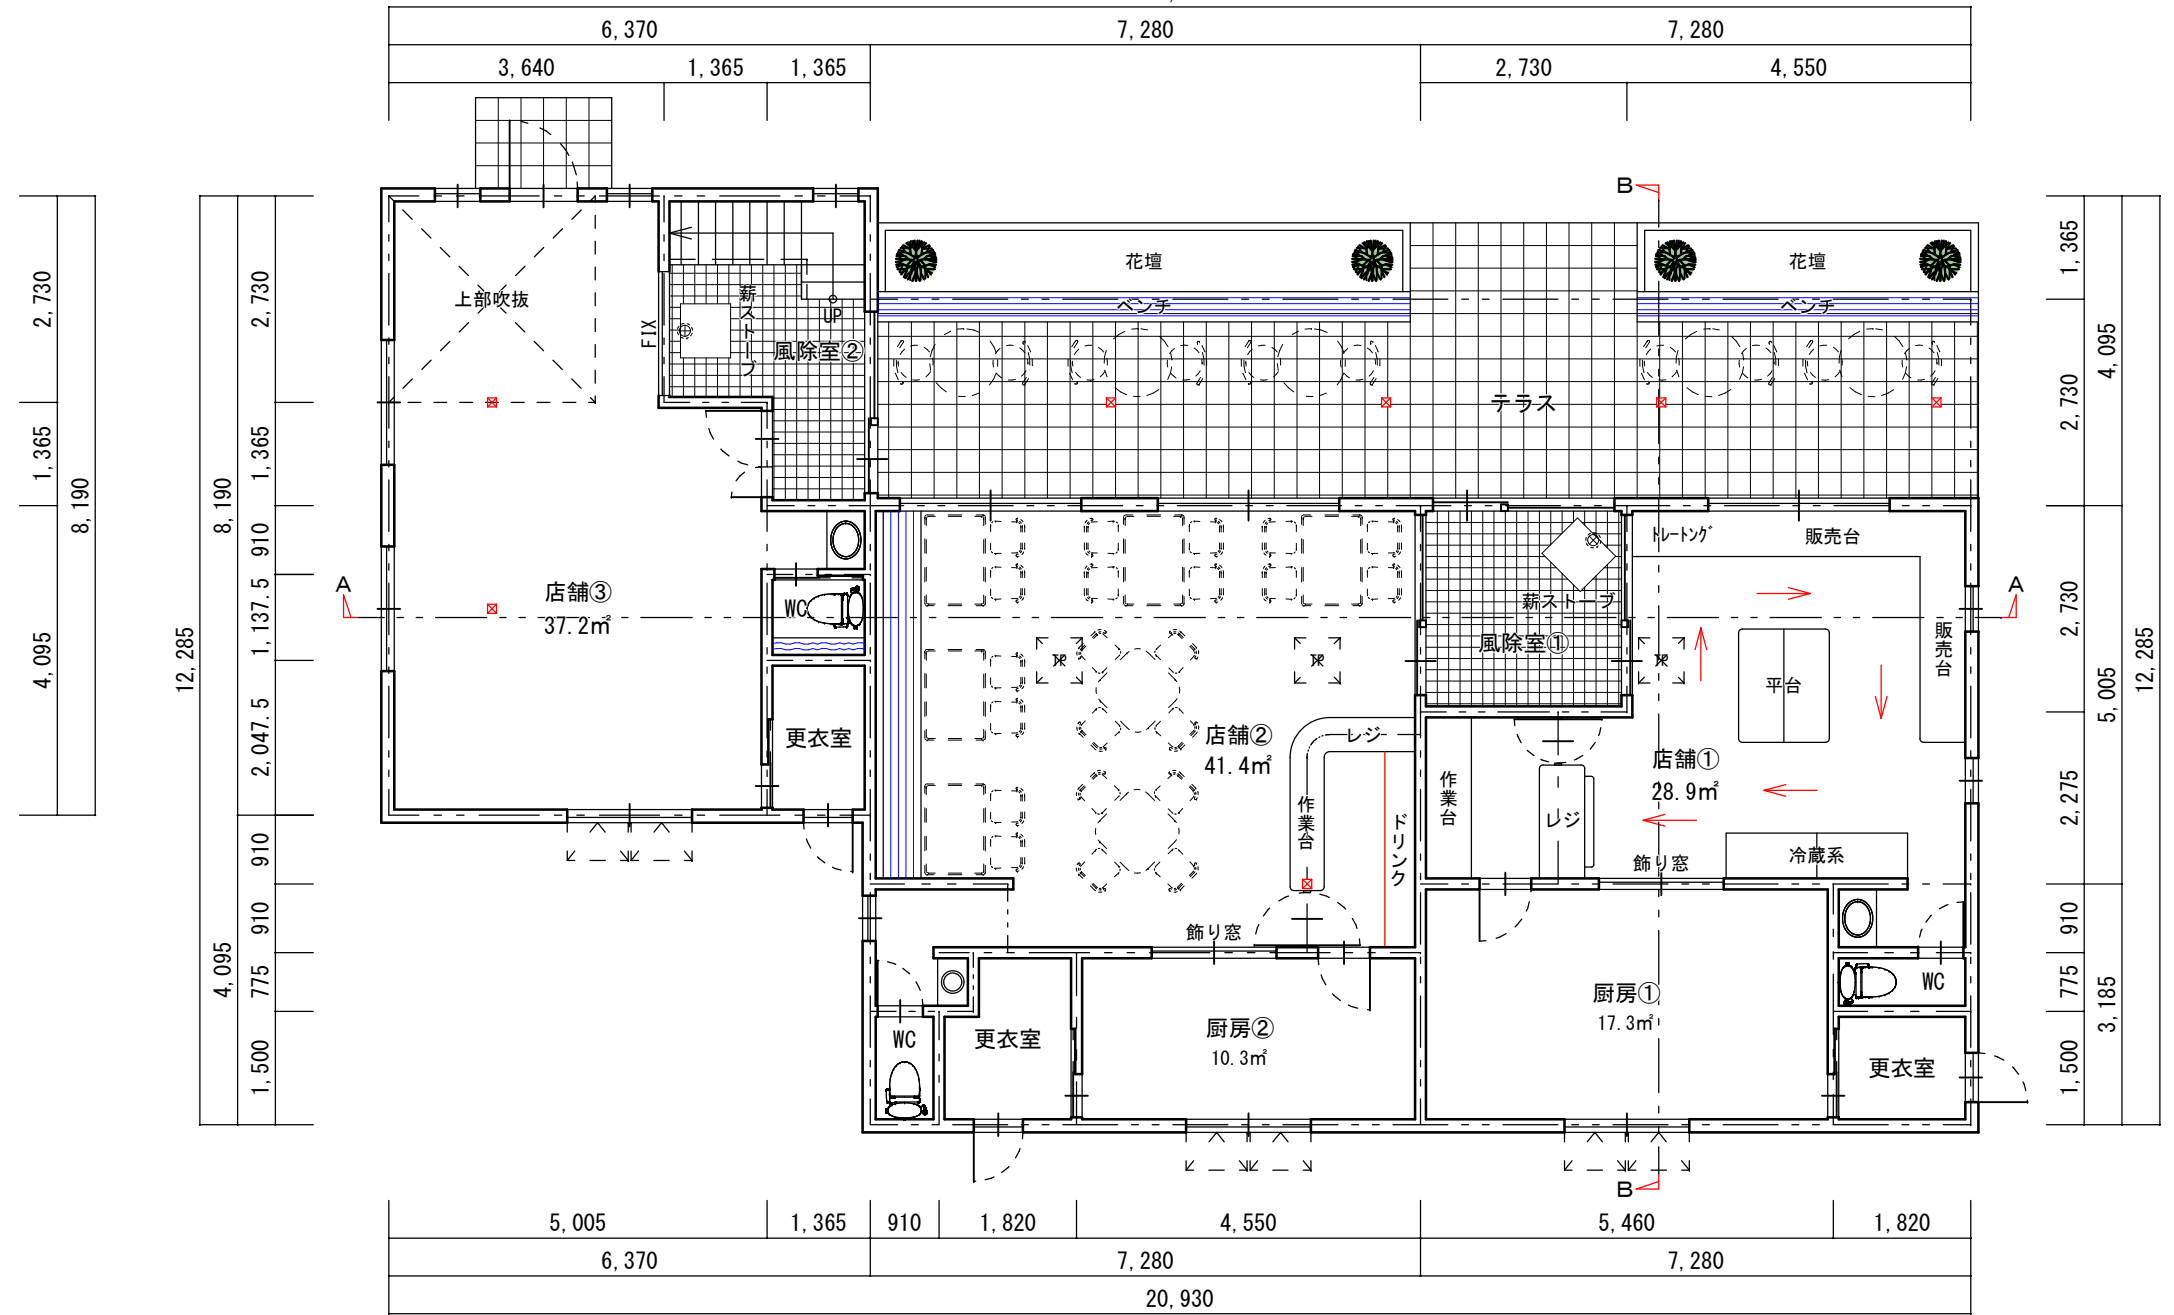 6,370
7,280
7,280
3,640
1,365
1,365
2,730
4,550
B
2,730
1,365
8,190
4,095
12,285
8,190
4,095
2,730
1,365
910
1,137.5
2,047.5
910
910
775
1,500
上部吹抜
FIX
薪ストーブ
UP
風除室②
花壇
ベンチ
花壇
ベンチ
テラス
1,365
2,730
4,095
2,730
2,275
5,005
12,285
910
775
1,500
3,185
A
店舗③
37.2㎡
WC
更衣室
薪ストーブ
風除室①
トレートング
販売台
販売台
平台
A
店舗②
41.4㎡
レジ
作業台
ドリンク
飾り窓
作業台
レジ
店舗①
28.9㎡
飾り窓
冷蔵系
WC
更衣室
厨房②
10.3㎡
厨房①
17.3㎡
WC
更衣室
B
5,005
1,365
910
1,820
4,550
5,460
1,820
6,370
7,280
7,280
20,930